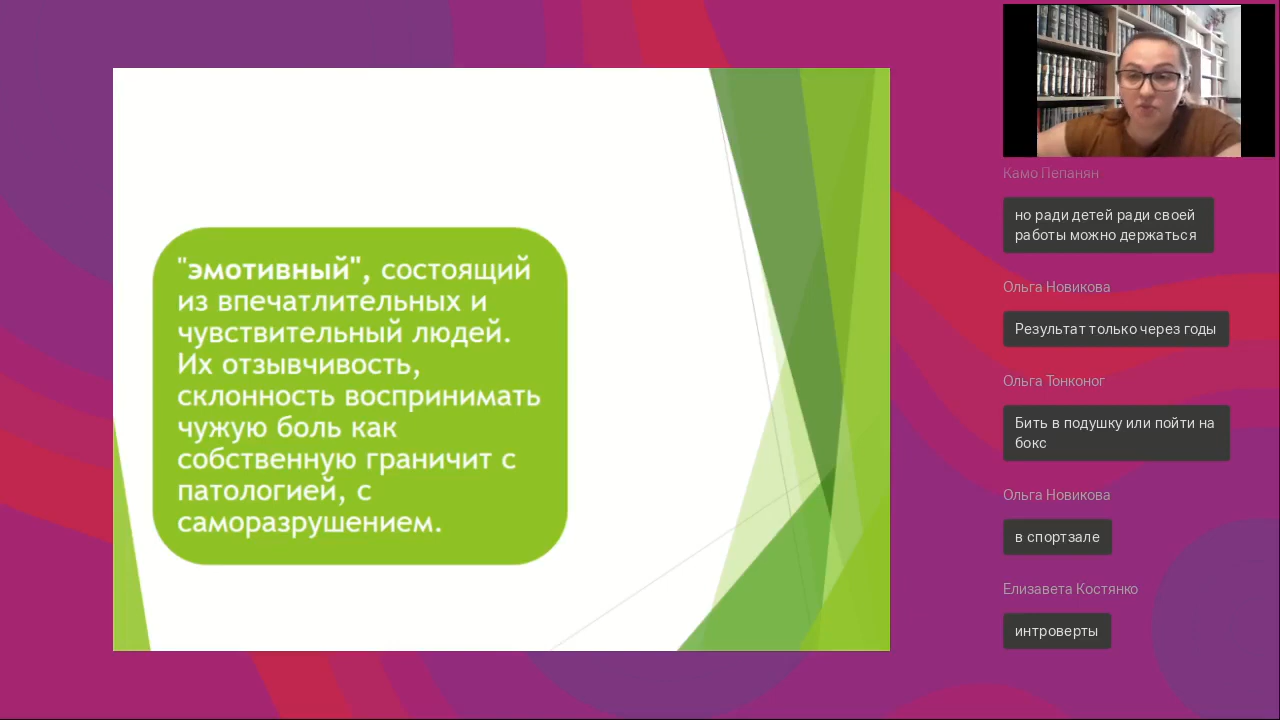 "эмотивный", состоящий
из впечатлительных и
чувствительный людей.
Их отзывчивость,
склонность воспринимать
чужую боль как
собственную граничит с
патологией, с
саморазрушением.
Камо Пепанян
но ради детей ради своей
работы можно держаться
Ольга Новикова
Результат только через годы
Ольга Тонконог
Бить в подушку или пойти на
бокс
Ольга Новикова
в спортзале
Елизавета Костянко
интроверты